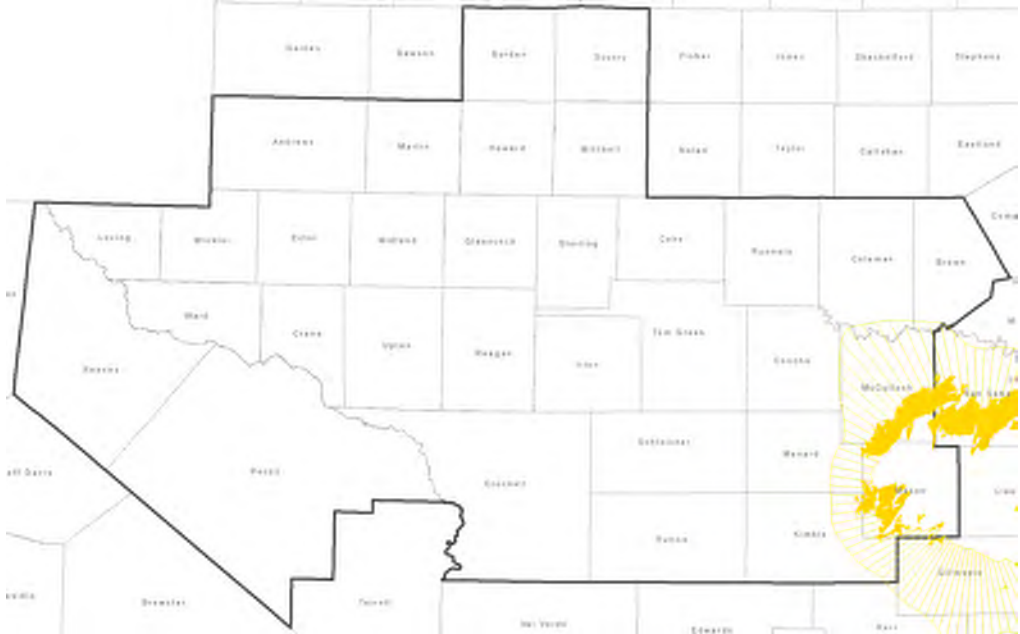 Gaines
Dawson
Borden
Scurry
Fisher
Jones
Shackelford
Stephens
Andrews
Martin
Howard
Mitchell
Nolan
Taylor
Callahan
Eastland
Loving
Winkler
Ector
Midland
Glasscock
Sterling
Coke
Runnels
Coleman
Brown
Ward
Crane
Upton
Reagan
Irion
Tom Green
Concho
McCulloch
San Saba
Reeves
Pecos
Crockett
Schleicher
Menard
Mason
Sutton
Kimble
Gillespie
Terrell
Brewster
Val Verde
Edwards
Kerr